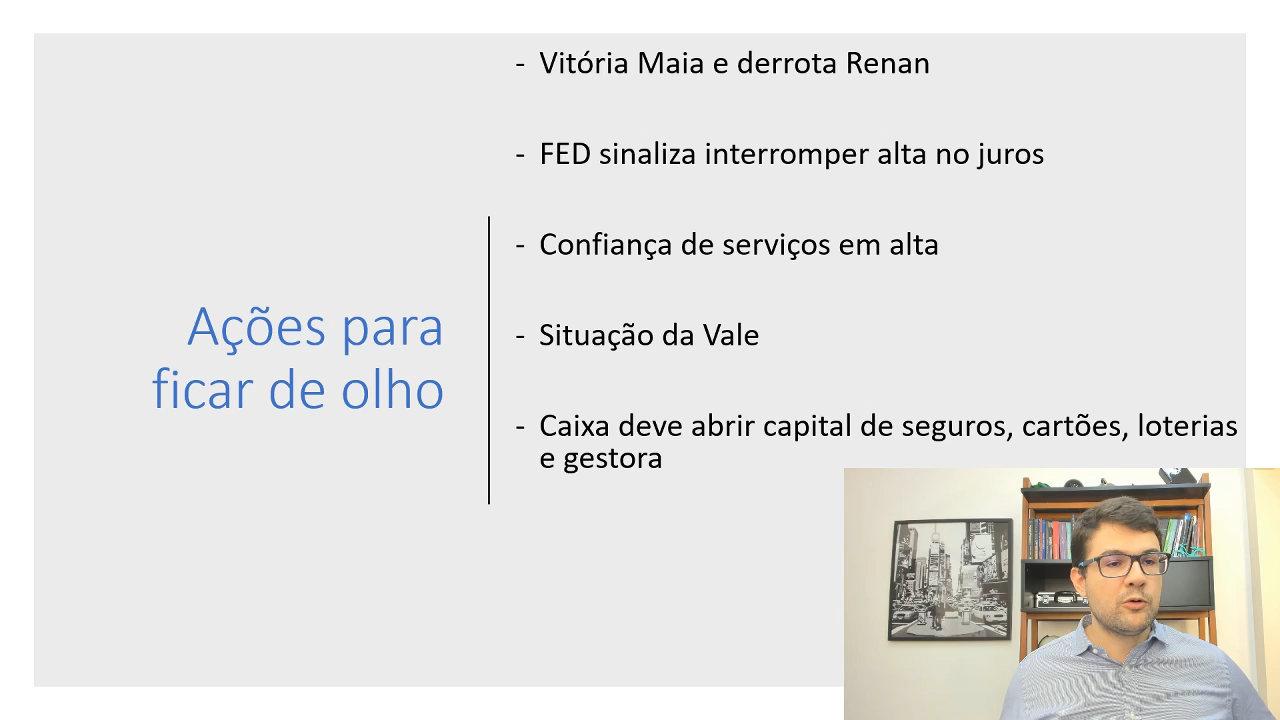 Ações para
ficar de olho
- Vitória Maia e derrota Renan
- FED sinaliza interromper alta no juros
- Confiança de serviços em alta
- Situação da Vale
- Caixa deve abrir capital de seguros, cartões, loterias
e gestora